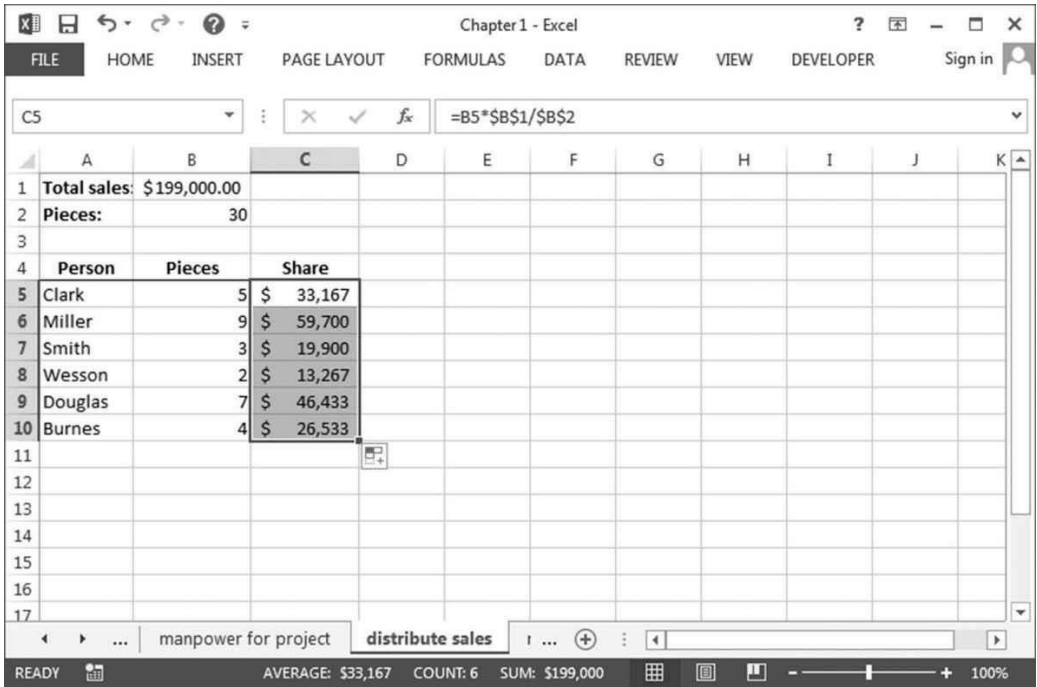 Chapter 1 - Excel ?
FILE HOME INSERT PAGE LAYOUT FORMULAS DATA REVIEW VIEW DEVELOPER Sign in
C5 fx =B5*$B$1/$B$2
A B C D E F G H I J K
1 Total sales: $199,000.00
2 Pieces: 30
3
4 Person Pieces Share
5 Clark 5 $ 33,167
6 Miller 9 $ 59,700
7 Smith 3 $ 19,900
8 Wesson 2 $ 13,267
9 Douglas 7 $ 46,433
10 Burnes 4 $ 26,533
11
12
13
14
15
16
17
... manpower for project distribute sales ...
READY AVERAGE: $33,167 COUNT: 6 SUM: $199,000 100%